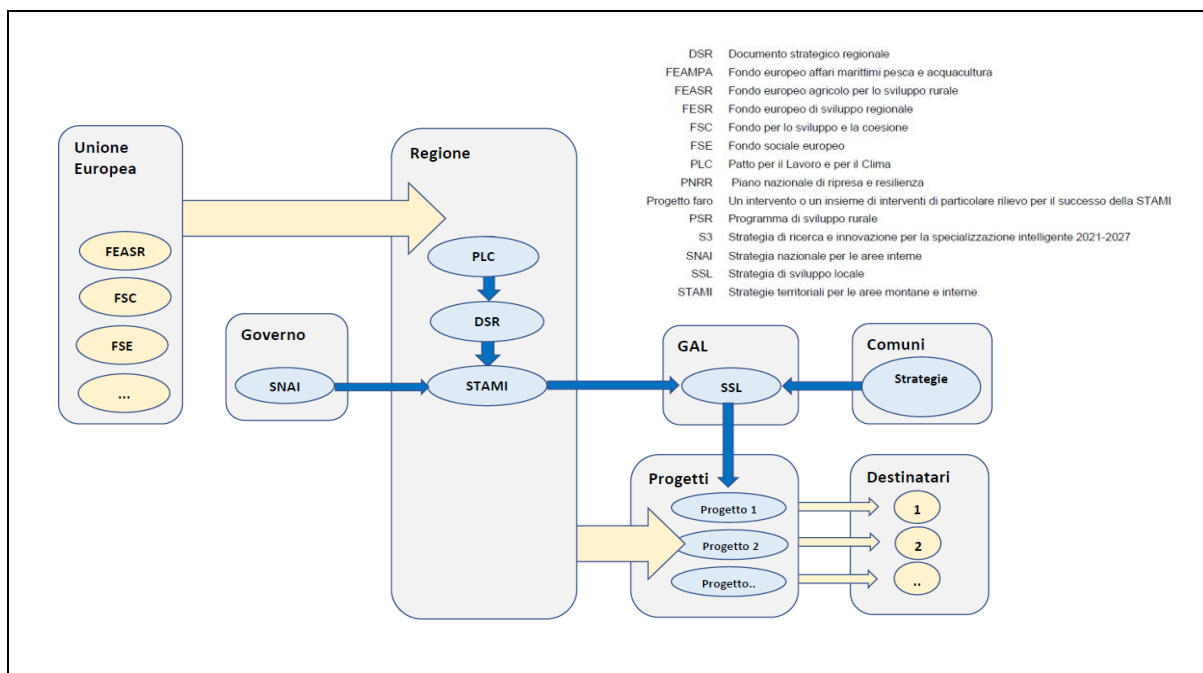 DSR Documento strategico regionale
FEAMPA Fondo europeo affari marittimi pesca e acquacultura
FEASR Fondo europeo agricolo per lo sviluppo rurale
FESR Fondo europeo di sviluppo regionale
FSC Fondo per lo sviluppo e la coesione
FSE Fondo sociale europeo
PLC Patto per il Lavoro e per il Clima
PNRR Piano nazionale di ripresa e resilienza
Progetto faro Un intervento o un insieme di interventi di particolare rilievo per il successo della STAMI
PSR Programma di sviluppo rurale
S3 Strategia di ricerca e innovazione per la specializzazione intelligente 2021-2027
SNAI Strategia nazionale per le aree interne
SSL Strategia di sviluppo locale
STAMI Strategie territoriali per le aree montane e interne.
Unione
Europea
FEASR
FSC
FSE
...
Governo
SNAI
Regione
PLC
DSR
STAMI
GAL
SSL
Comuni
Strategie
Progetti
Progetto 1
Progetto 2
Progetto..
Destinatari
1
2
..